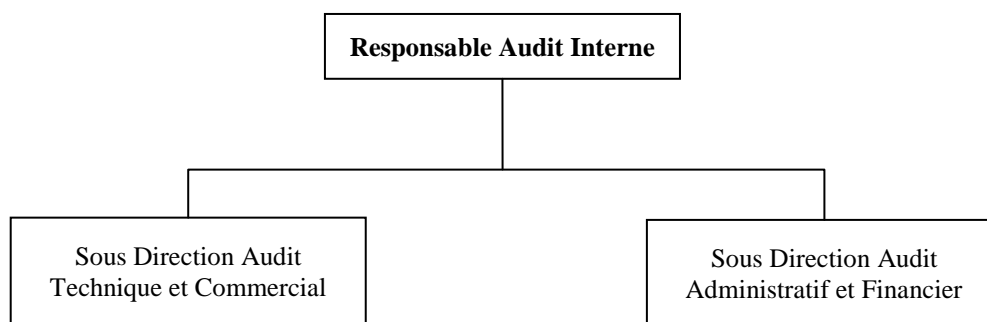 Responsable Audit Interne
Sous Direction Audit
Technique et Commercial
Sous Direction Audit
Administratif et Financier